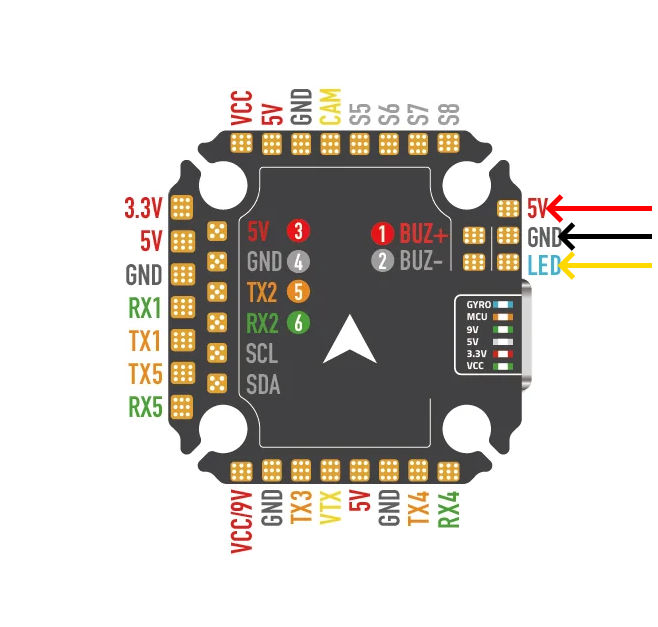 VCC
5V
GND
CAM
S5
S6
S7
S8
3.3V
5V
GND
RX1
TX1
TX5
RX5
5V 3
GND 4
TX2 5
RX2 6
SCL
SDA
1 BUZ+
2 BUZ-
5V
GND
LED
GYRO
MCU
9V
5V
3.3V
VCC
VCC/9V
GND
TX3
VTX
5V
GND
TX4
RX4